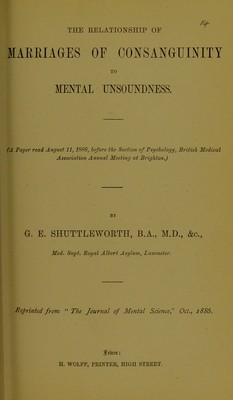 THE RELATIONSHIP OF
MARRIAGES OF CONSANGUINITY
TO
MENTAL UNSOUNDNESS.
(A Paper read August 11, 1886, before the Section of Psychology, British Medical
Association Annual Meeting at Brighton.)
BY
G. E. SHUTTLEWORTH, B.A., M.D., &c.,
Med. Supt. Royal Albert Asylum, Lancaster.
Reprinted from "The Journal of Mental Science," Oct., 1886.
Lewes:
H. WOLFF, PRINTER, HIGH STREET.